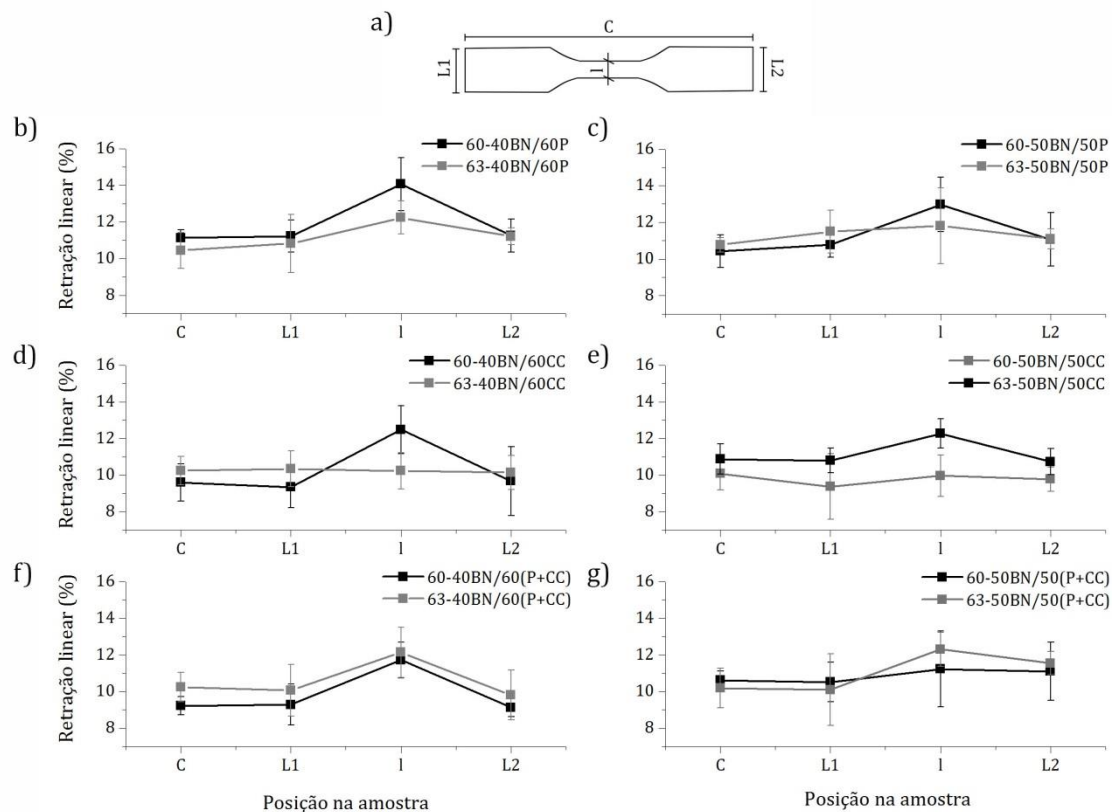 a)
C
L1
l
L2
b)
60-40BN/60P
63-40BN/60P
Retração linear (%)
16
14
12
10
8
C L1 l L2
c)
60-50BN/50P
63-50BN/50P
16
14
12
10
8
C L1 l L2
d)
60-40BN/60CC
63-40BN/60CC
Retração linear (%)
16
14
12
10
8
C L1 l L2
e)
60-50BN/50CC
63-50BN/50CC
16
14
12
10
8
C L1 l L2
f)
60-40BN/60(P+CC)
63-40BN/60(P+CC)
Retração linear (%)
16
14
12
10
8
C L1 l L2
Posição na amostra
g)
60-50BN/50(P+CC)
63-50BN/50(P+CC)
16
14
12
10
8
C L1 l L2
Posição na amostra